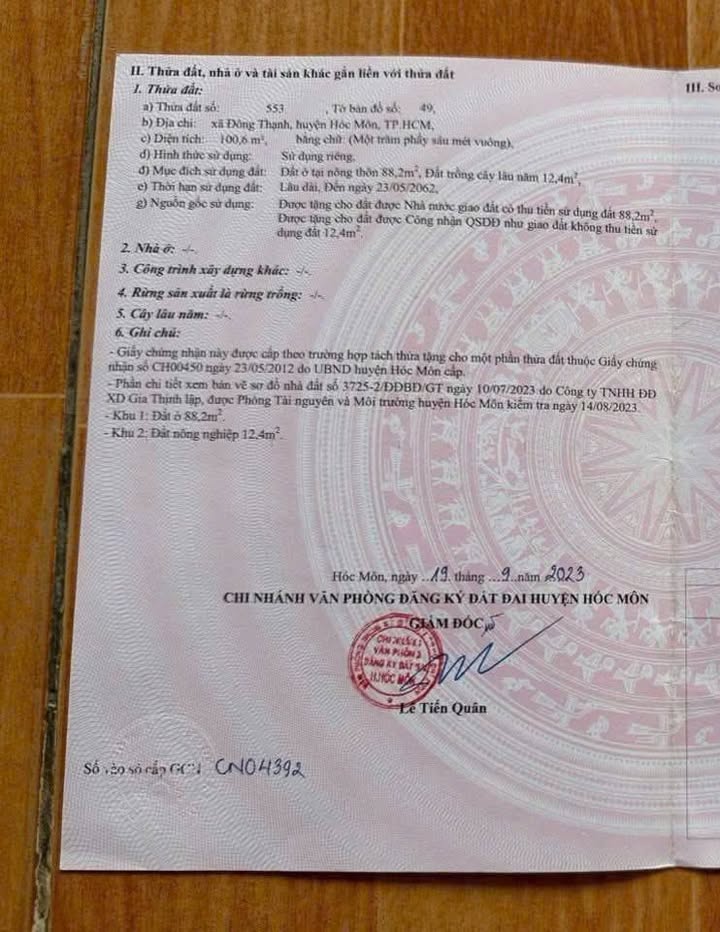 II. Thửa đất, nhà ở và tài sản khác gắn liền với thửa đất
III. Sơ
1. Thửa đất:
a) Thửa đất số: 553 , Tờ bản đồ số: 49,
b) Địa chỉ: xã Đông Thạnh, huyện Hóc Môn, TP.HCM,
c) Diện tích: 100,6 m², bằng chữ: (Một trăm phẩy sáu mét vuông),
d) Hình thức sử dụng: Sử dụng riêng,
đ) Mục đích sử dụng đất: Đất ở tại nông thôn 88,2m², Đất trồng cây lâu năm 12,4m²,
e) Thời hạn sử dụng đất: Lâu dài, Đến ngày 23/05/2062,
g) Nguồn gốc sử dụng: Được tặng cho đất được Nhà nước giao đất có thu tiền sử dụng đất 88,2m²,
Được tặng cho đất được Công nhận QSDĐ như giao đất không thu tiền sử
dụng đất 12,4m².
2. Nhà ở: -/-.
3. Công trình xây dựng khác: -/-.
4. Rừng sản xuất là rừng trồng: -/-.
5. Cây lâu năm: -/-.
6. Ghi chú:
- Giấy chứng nhận này được cấp theo trường hợp tách thửa tặng cho một phần thửa đất thuộc Giấy chứng
nhận số CH00450 ngày 23/05/2012 do UBND huyện Hóc Môn cấp.
- Phần chi tiết xem bản vẽ sơ đồ nhà đất số 3725-2/ĐĐBĐ/GT ngày 10/07/2023 do Công ty TNHH ĐĐ
XD Gia Thịnh lập, được Phòng Tài nguyên và Môi trường huyện Hóc Môn kiểm tra ngày 14/08/2023.
- Khu 1: Đất ở 88,2m².
- Khu 2: Đất nông nghiệp 12,4m².
Hóc Môn, ngày ..19. tháng ...9..năm .2023
CHI NHÁNH VĂN PHÒNG ĐĂNG KÝ ĐẤT ĐAI HUYỆN HÓC MÔN
GIÁM ĐỐC
CHI NHÁNH
VĂN PHÒNG
ĐĂNG KÝ ĐẤT
H.HÓC MÔN
Lê Tiến Quân
Số vào sổ cấp GCN CN04392